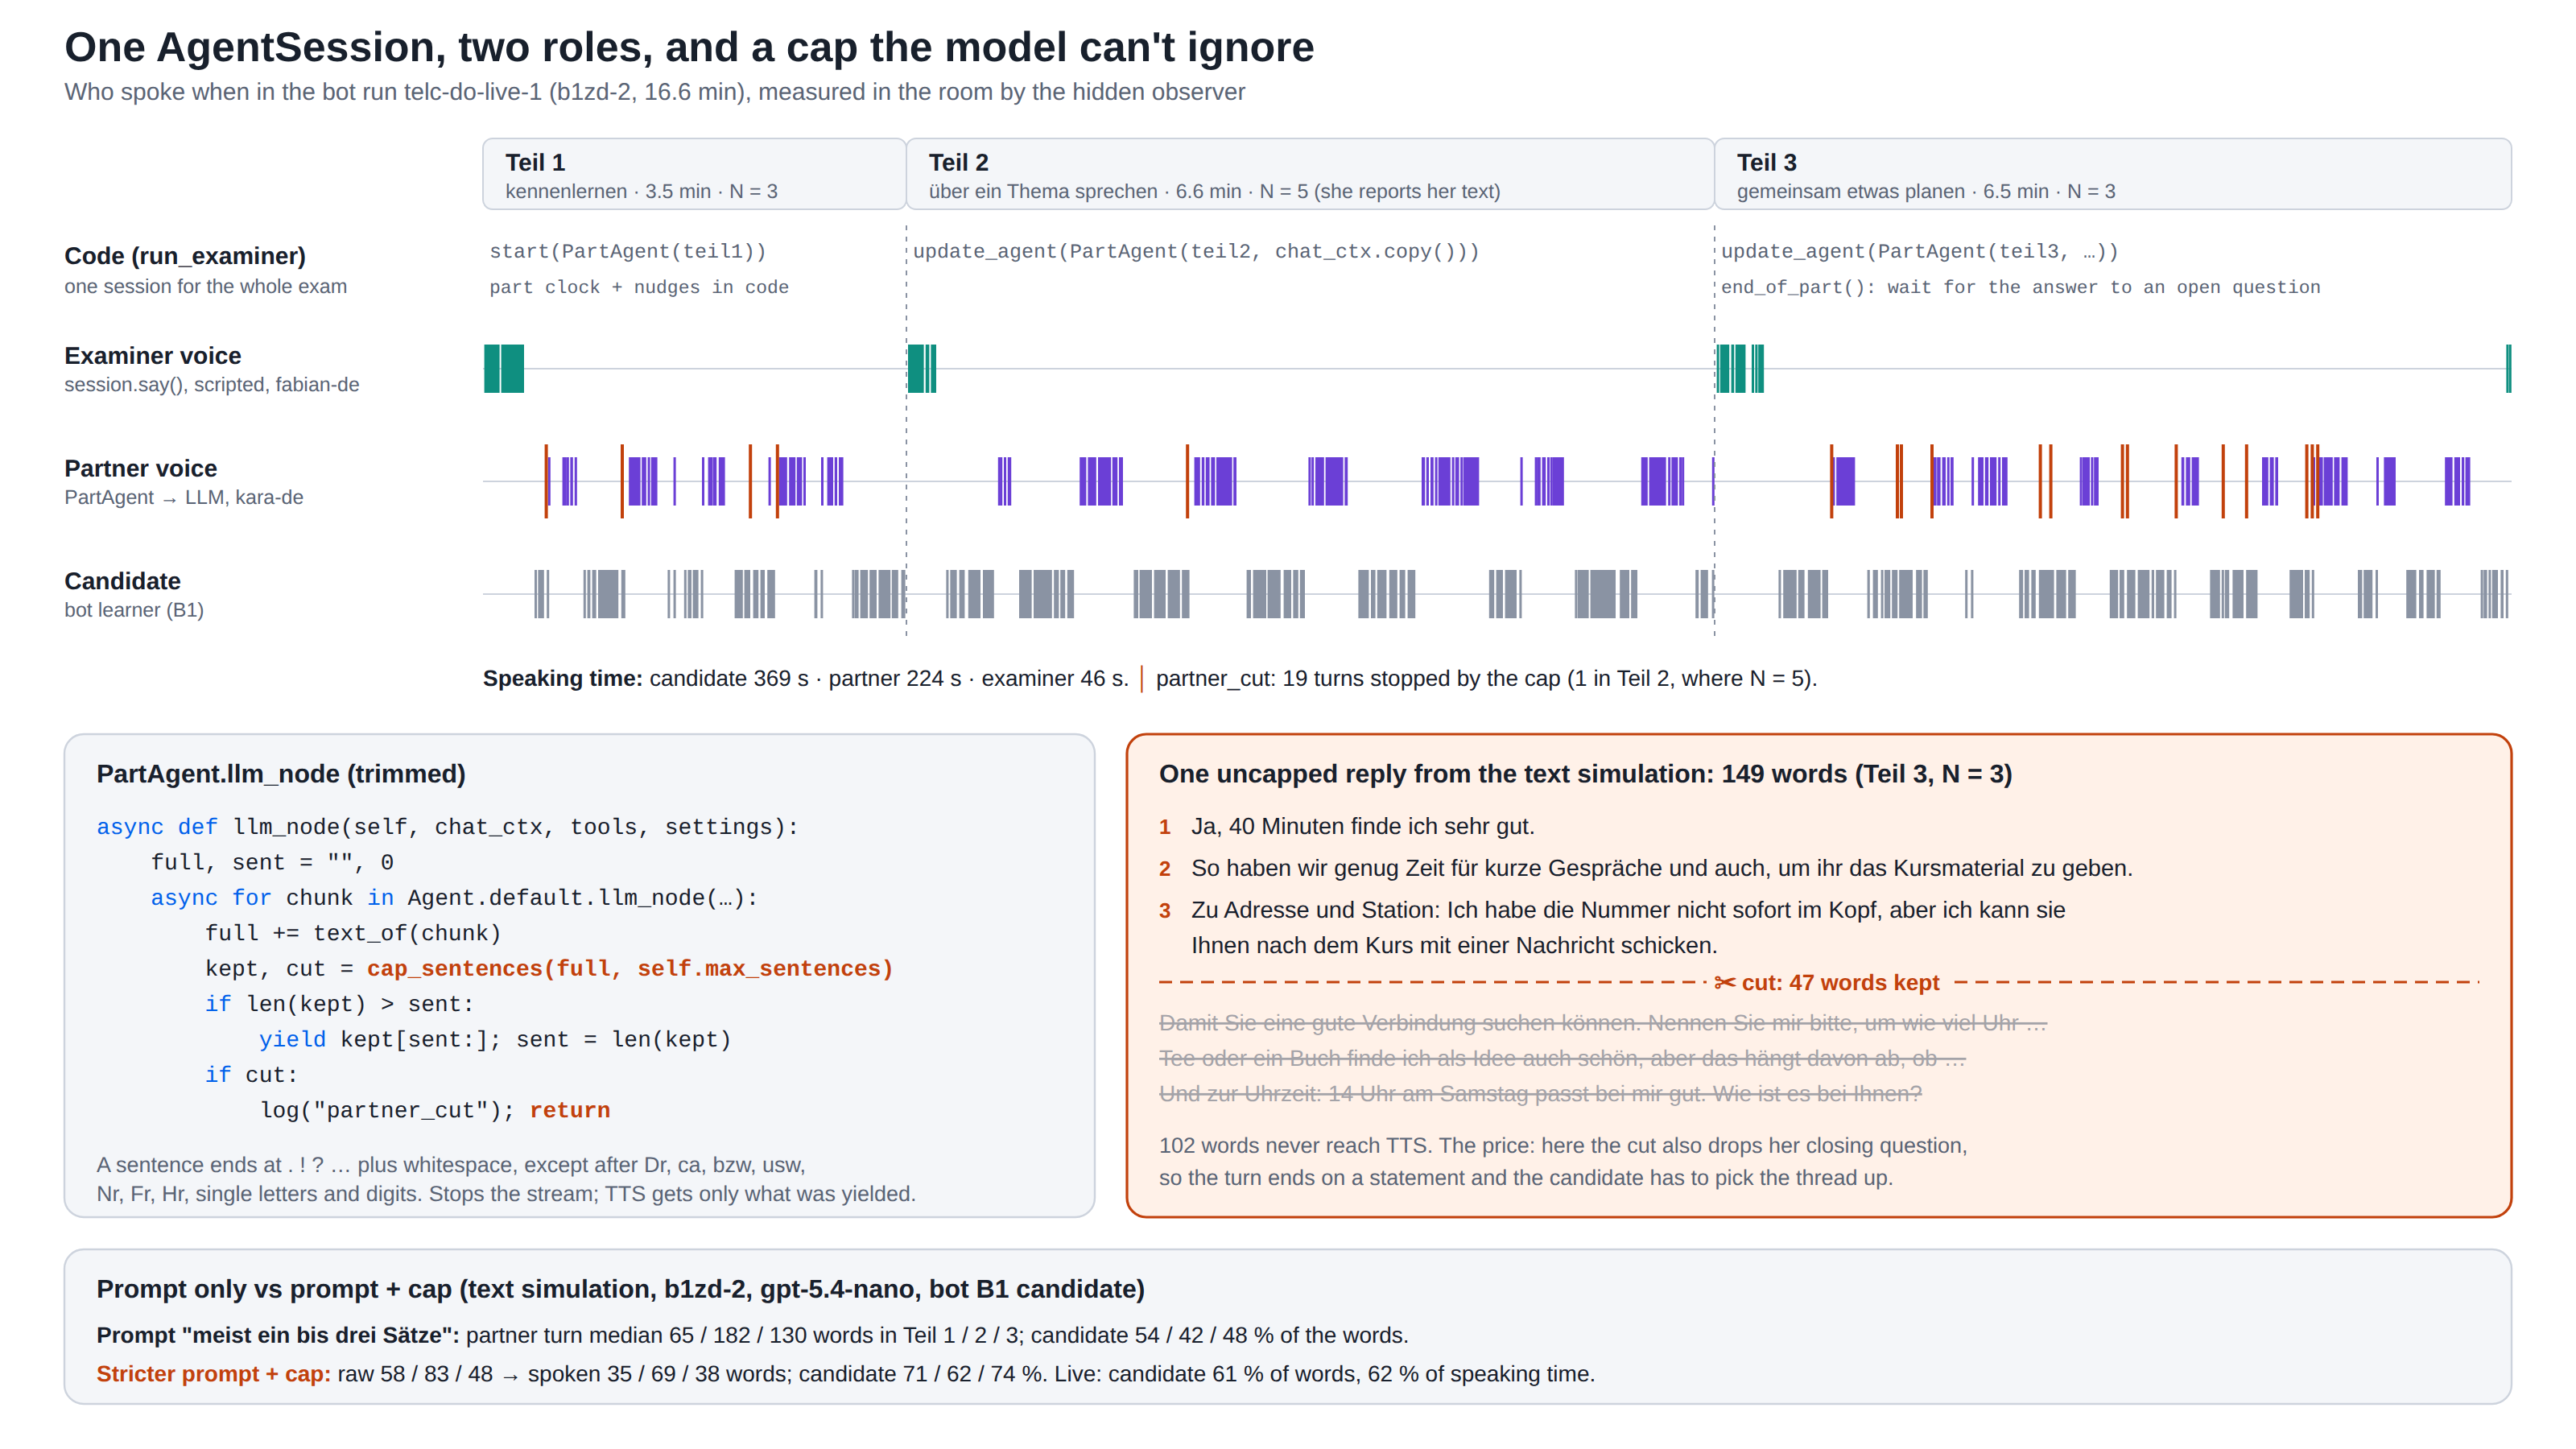 One AgentSession, two roles, and a cap the model can't ignore
Who spoke when in the bot run telc-do-live-1 (b1zd-2, 16.6 min), measured in the room by the hidden observer
Teil 1
kennenlernen · 3.5 min · N = 3
Teil 2
über ein Thema sprechen · 6.6 min · N = 5 (she reports her text)
Teil 3
gemeinsam etwas planen · 6.5 min · N = 3
Code (run_examiner)
one session for the whole exam
start(PartAgent(teil1))
part clock + nudges in code
update_agent(PartAgent(teil2, chat_ctx.copy()))
update_agent(PartAgent(teil3, …))
end_of_part(): wait for the answer to an open question
Examiner voice
session.say(), scripted, fabian-de
Partner voice
PartAgent → LLM, kara-de
Candidate
bot learner (B1)
Speaking time: candidate 369 s · partner 224 s · examiner 46 s. │ partner_cut: 19 turns stopped by the cap (1 in Teil 2, where N = 5).
PartAgent.llm_node (trimmed)
async def llm_node(self, chat_ctx, tools, settings):
full, sent = "", 0
async for chunk in Agent.default.llm_node(…):
full += text_of(chunk)
kept, cut = cap_sentences(full, self.max_sentences)
if len(kept) > sent:
yield kept[sent:]; sent = len(kept)
if cut:
log("partner_cut"); return
A sentence ends at . ! ? … plus whitespace, except after Dr, ca, bzw, usw,
Nr, Fr, Hr, single letters and digits. Stops the stream; TTS gets only what was yielded.
One uncapped reply from the text simulation: 149 words (Teil 3, N = 3)
1 Ja, 40 Minuten finde ich sehr gut.
2 So haben wir genug Zeit für kurze Gespräche und auch, um ihr das Kursmaterial zu geben.
3 Zu Adresse und Station: Ich habe die Nummer nicht sofort im Kopf, aber ich kann sie
Ihnen nach dem Kurs mit einer Nachricht schicken.
✂ cut: 47 words kept
Damit Sie eine gute Verbindung suchen können. Nennen Sie mir bitte, um wie viel Uhr …
Tee oder ein Buch finde ich als Idee auch schön, aber das hängt davon ab, ob …
Und zur Uhrzeit: 14 Uhr am Samstag passt bei mir gut. Wie ist es bei Ihnen?
102 words never reach TTS. The price: here the cut also drops her closing question,
so the turn ends on a statement and the candidate has to pick the thread up.
Prompt only vs prompt + cap (text simulation, b1zd-2, gpt-5.4-nano, bot B1 candidate)
Prompt "meist ein bis drei Sätze": partner turn median 65 / 182 / 130 words in Teil 1 / 2 / 3; candidate 54 / 42 / 48 % of the words.
Stricter prompt + cap: raw 58 / 83 / 48 → spoken 35 / 69 / 38 words; candidate 71 / 62 / 74 %. Live: candidate 61 % of words, 62 % of speaking time.